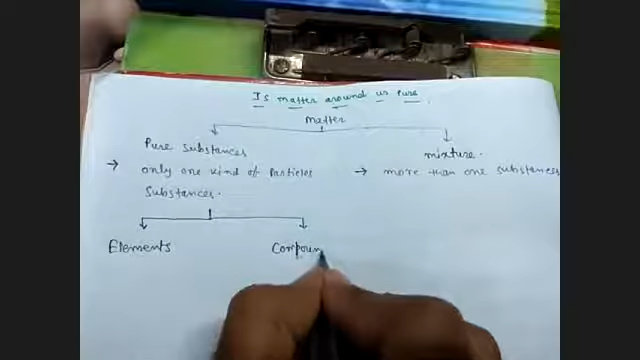 Is matter around us Pure.
Matter
Pure substances
mixture.
→ only one kind of Particles
Substances.
→ more than one substances
Elements
Compoun